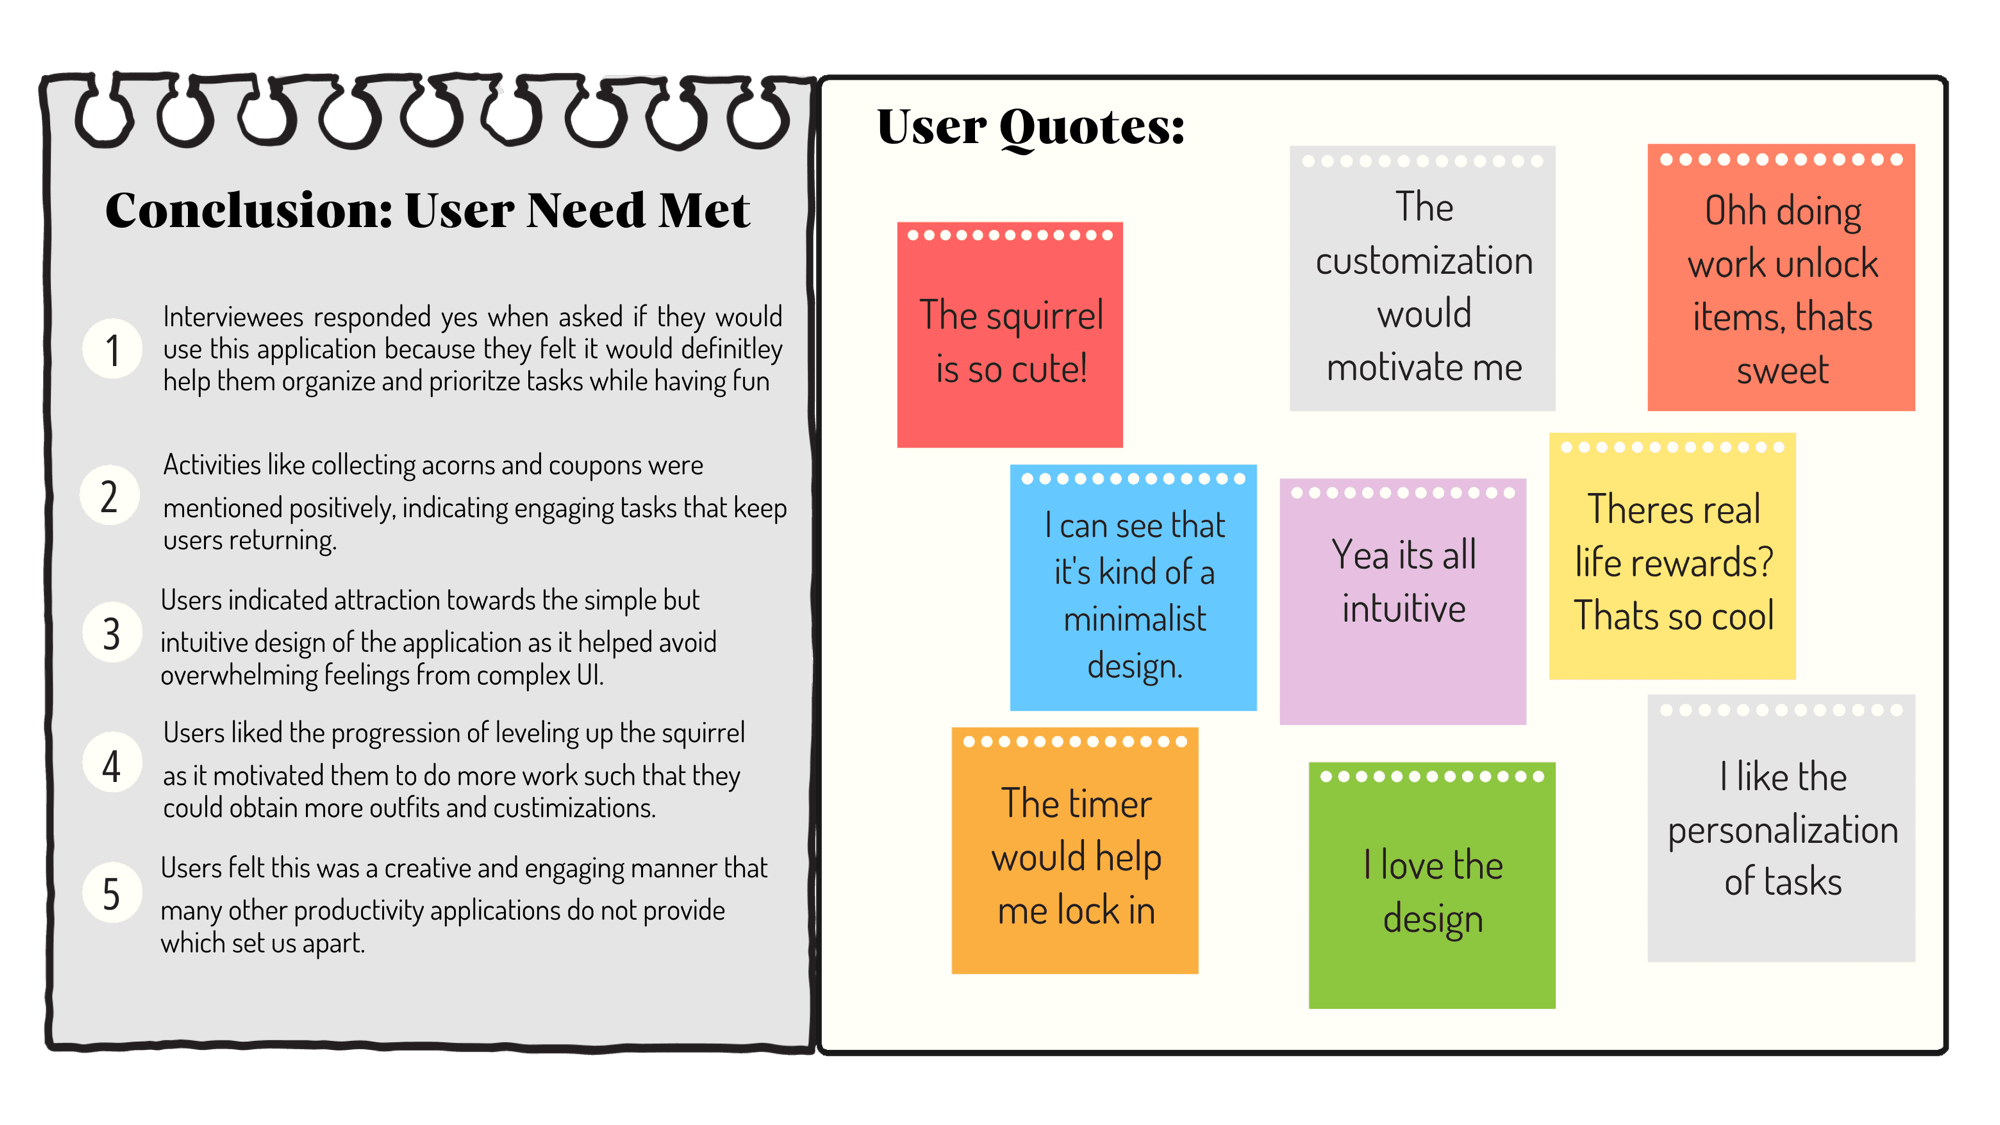 Conclusion: User Need Met
1
Interviewees responded yes when asked if they would
use this application because they felt it would definitley
help them organize and prioritze tasks while having fun
2
Activities like collecting acorns and coupons were
mentioned positively, indicating engaging tasks that keep
users returning.
3
Users indicated attraction towards the simple but
intuitive design of the application as it helped avoid
overwhelming feelings from complex UI.
4
Users liked the progression of leveling up the squirrel
as it motivated them to do more work such that they
could obtain more outfits and custimizations.
5
Users felt this was a creative and engaging manner that
many other productivity applications do not provide
which set us apart.
User Quotes:
The squirrel
is so cute!
The
customization
would
motivate me
Ohh doing
work unlock
items, thats
sweet
I can see that
it's kind of a
minimalist
design.
Yea its all
intuitive
Theres real
life rewards?
Thats so cool
The timer
would help
me lock in
I love the
design
I like the
personalization
of tasks